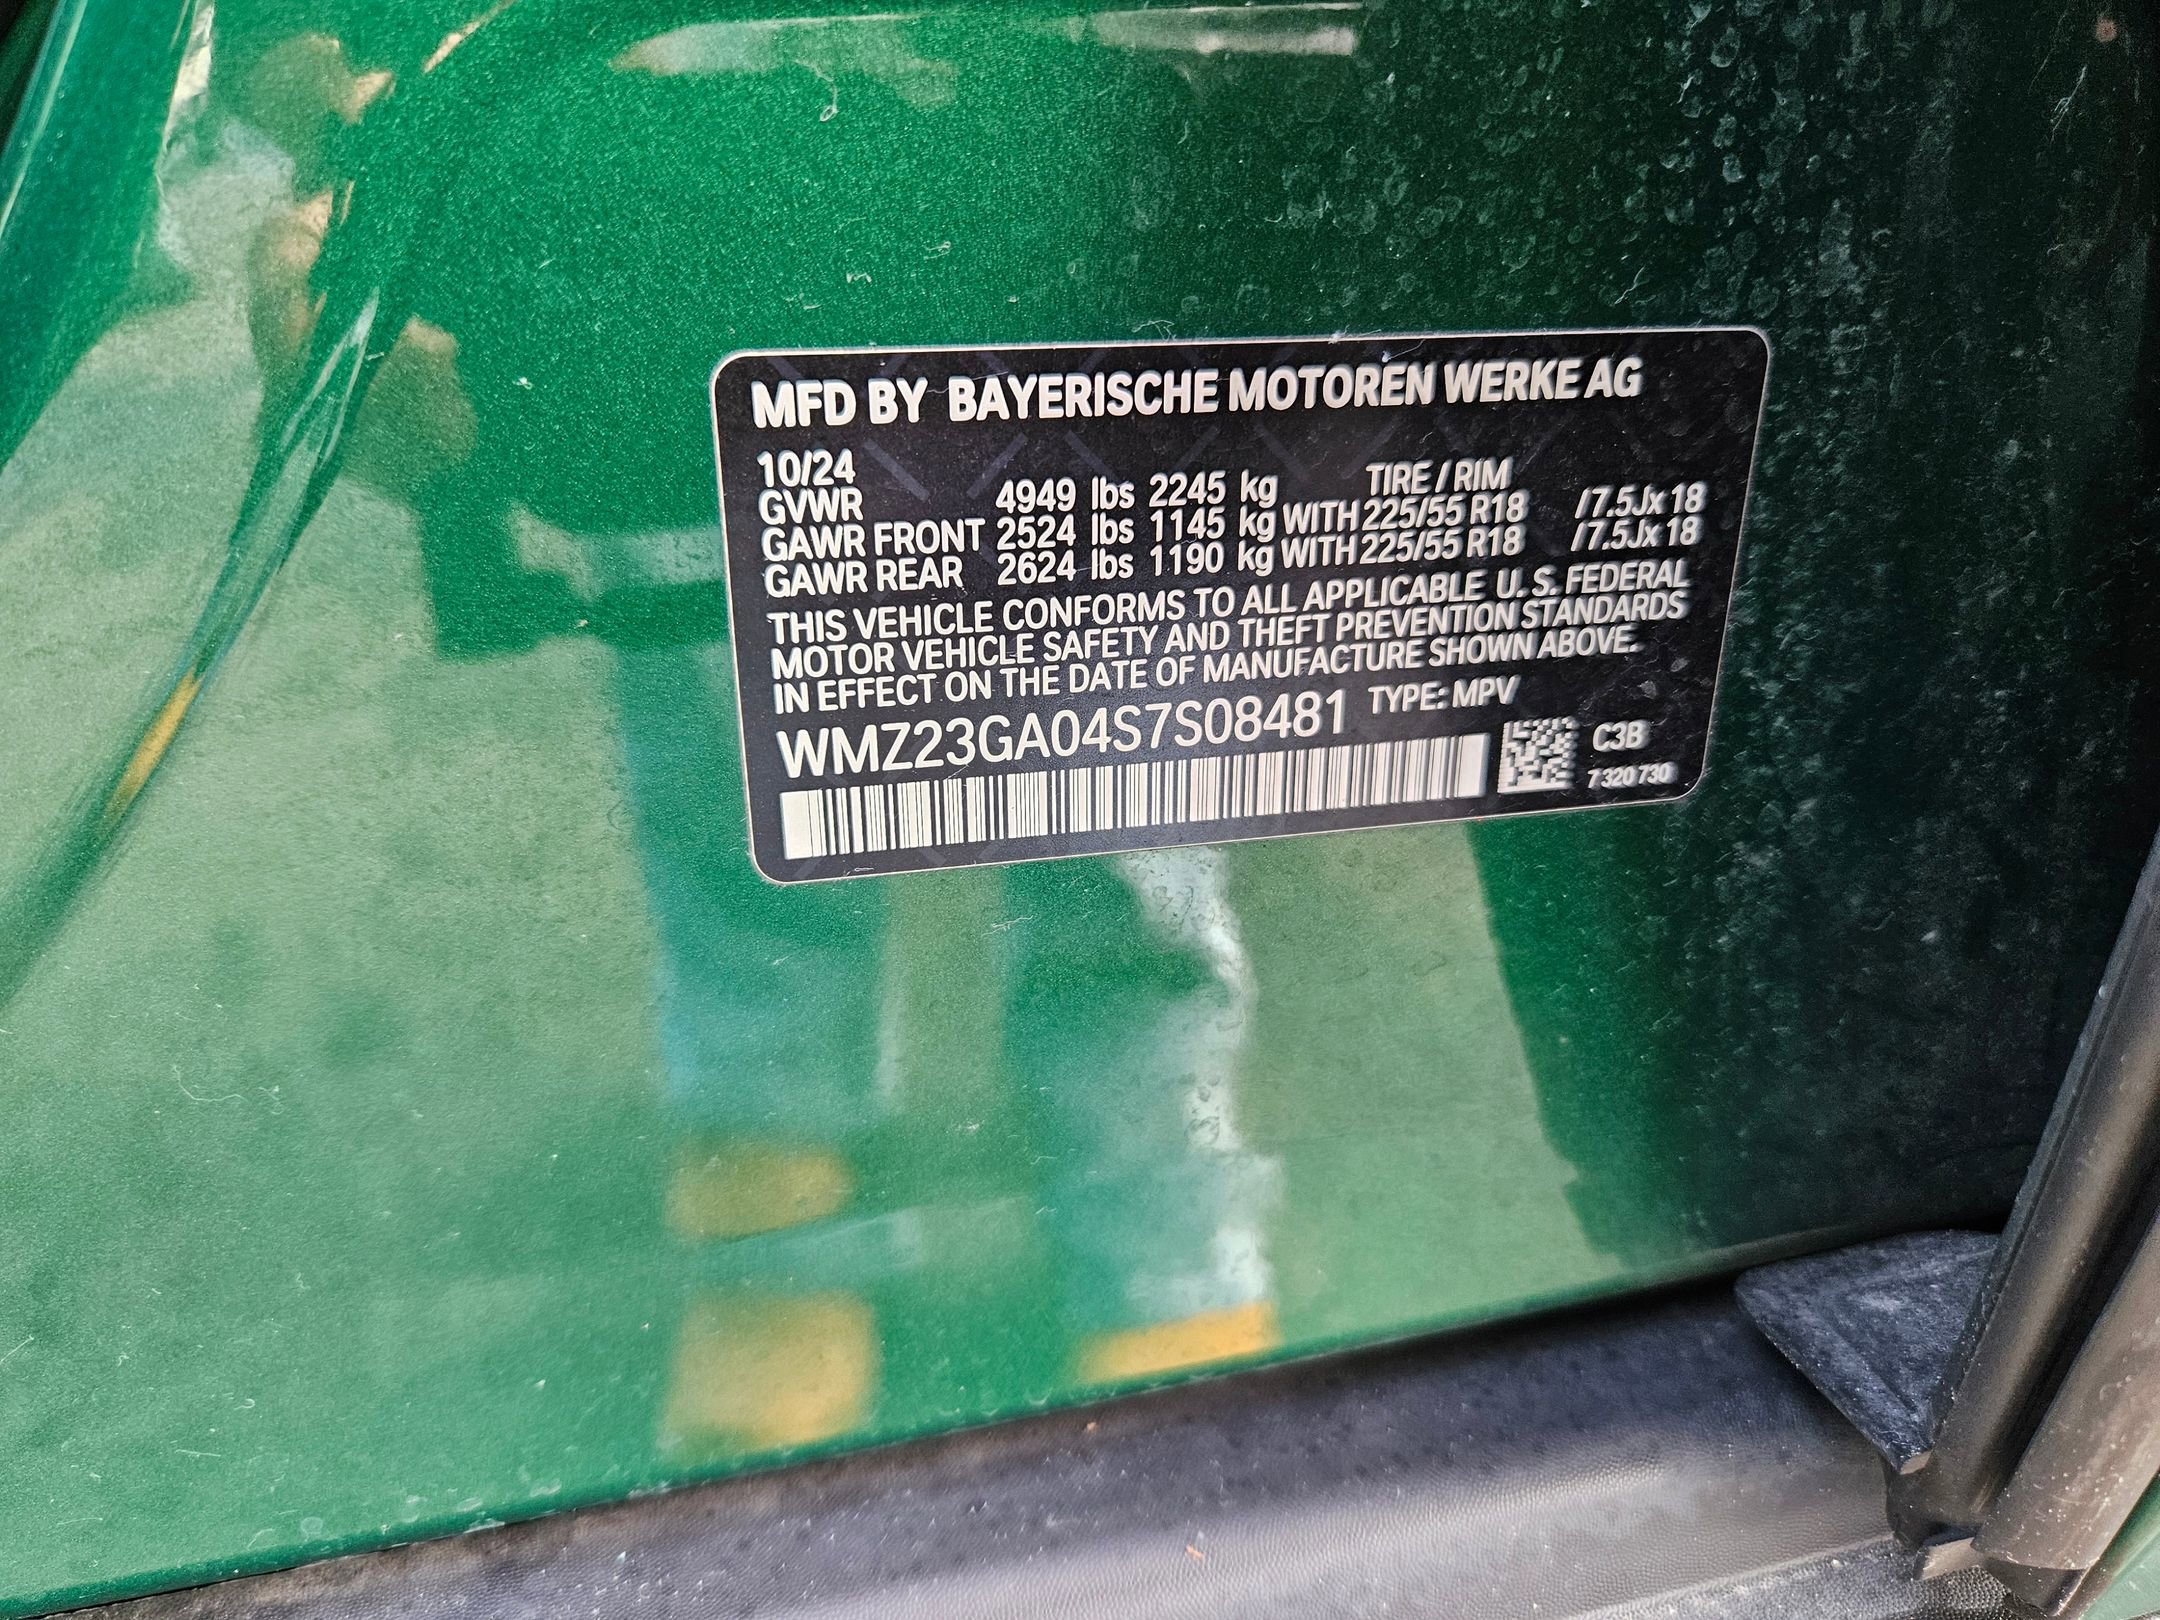 MFD BY BAYERISCHE MOTOREN WERKE AG
10/24 TIRE / RIM
GVWR 4949 lbs 2245 kg
GAWR FRONT 2524 lbs 1145 kg WITH 225/55 R18 /7.5Jx 18
GAWR REAR 2624 lbs 1190 kg WITH 225/55 R18 /7.5Jx 18
THIS VEHICLE CONFORMS TO ALL APPLICABLE U. S. FEDERAL
MOTOR VEHICLE SAFETY AND THEFT PREVENTION STANDARDS
IN EFFECT ON THE DATE OF MANUFACTURE SHOWN ABOVE.
WMZ23GA04S7S08481 TYPE: MPV
C3B
7 320 730